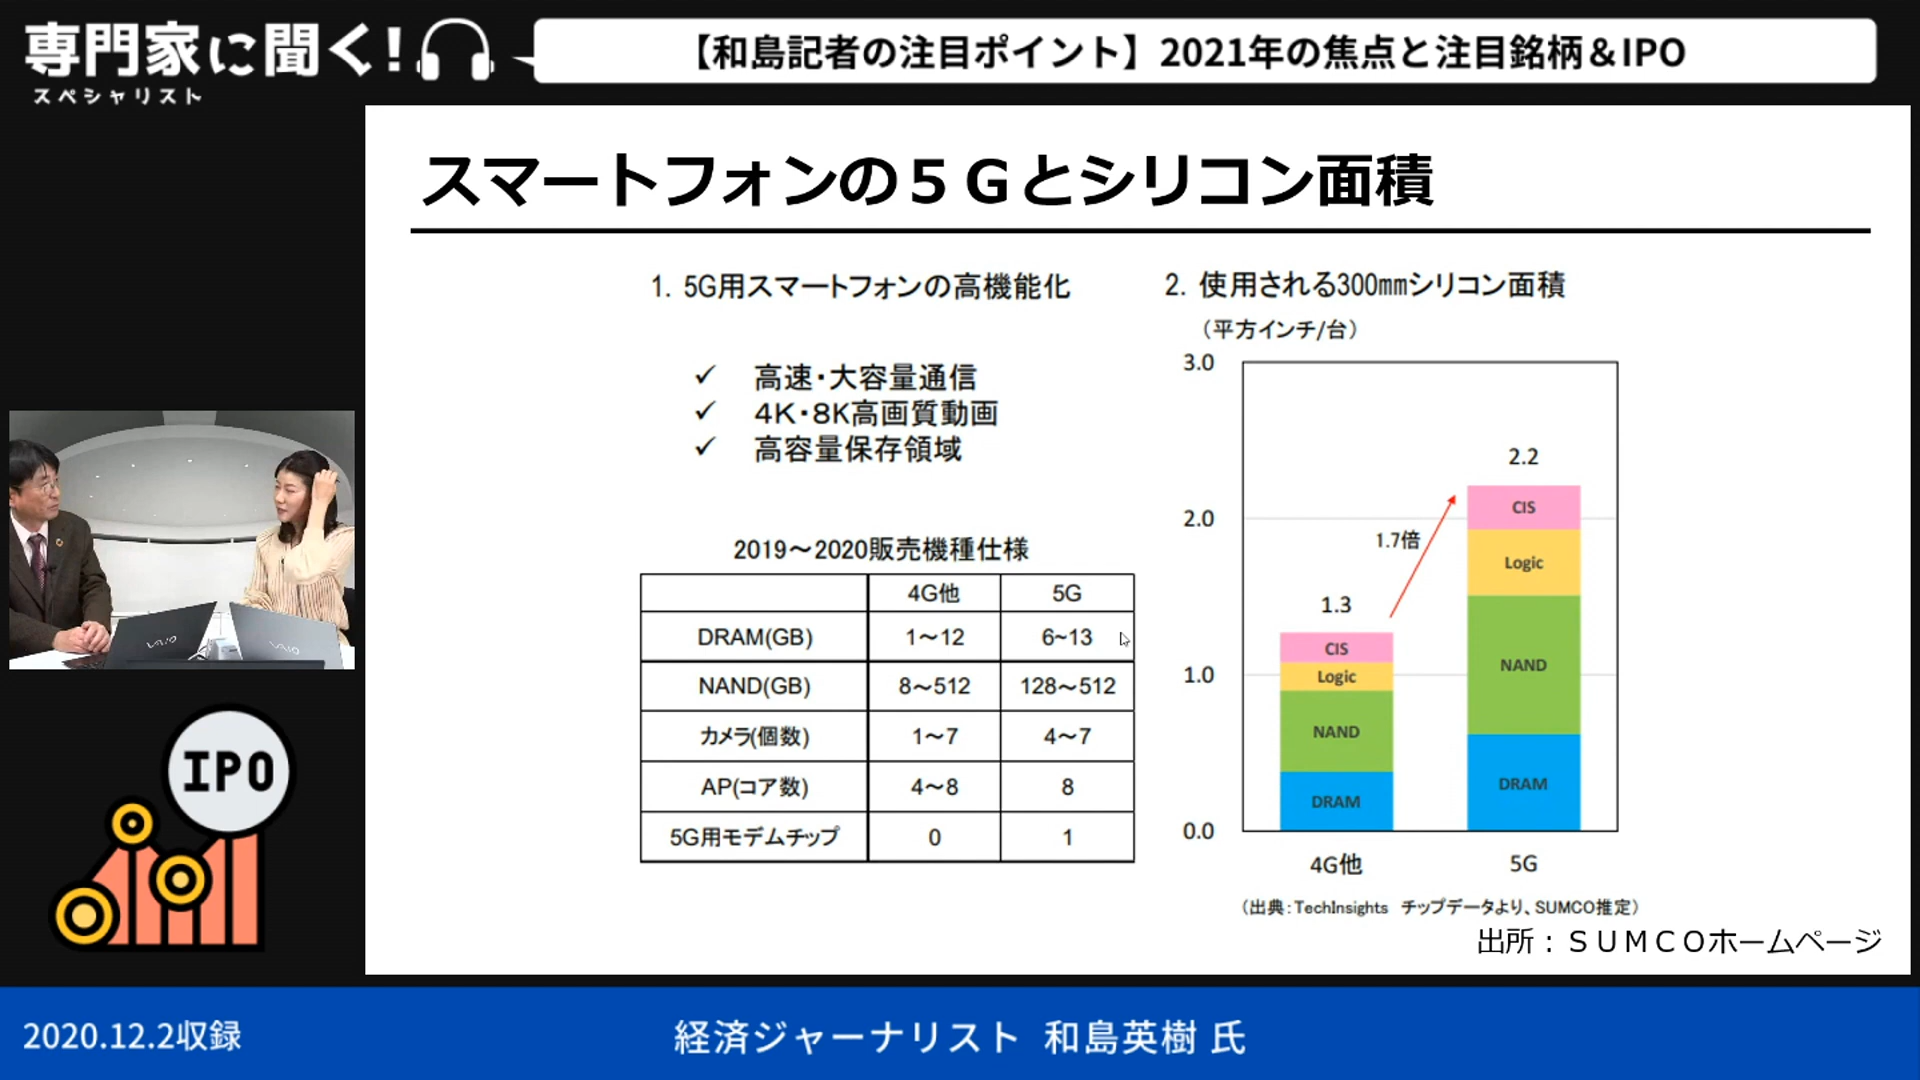 専門家に聞く!
スペシャリスト
【和島記者の注目ポイント】2021年の焦点と注目銘柄＆IPO
スマートフォンの５Ｇとシリコン面積
1. 5G用スマートフォンの高機能化
✓ 高速・大容量通信
✓ 4K・8K高画質動画
✓ 高容量保存領域
2019～2020販売機種仕様
4G他 5G
DRAM(GB) 1～12 6~13
NAND(GB) 8～512 128～512
カメラ(個数) 1～7 4～7
AP(コア数) 4～8 8
5G用モデムチップ 0 1
2. 使用される300mmシリコン面積
（平方インチ/台）
3.0
2.0
1.0
0.0
1.3
CIS
Logic
NAND
DRAM
1.7倍
2.2
CIS
Logic
NAND
DRAM
4G他 5G
（出典：TechInsights チップデータより、SUMCO推定）
出所：ＳＵＭＣＯホームページ
VAIO
VAIO
IPO
2020.12.2収録
経済ジャーナリスト 和島英樹 氏